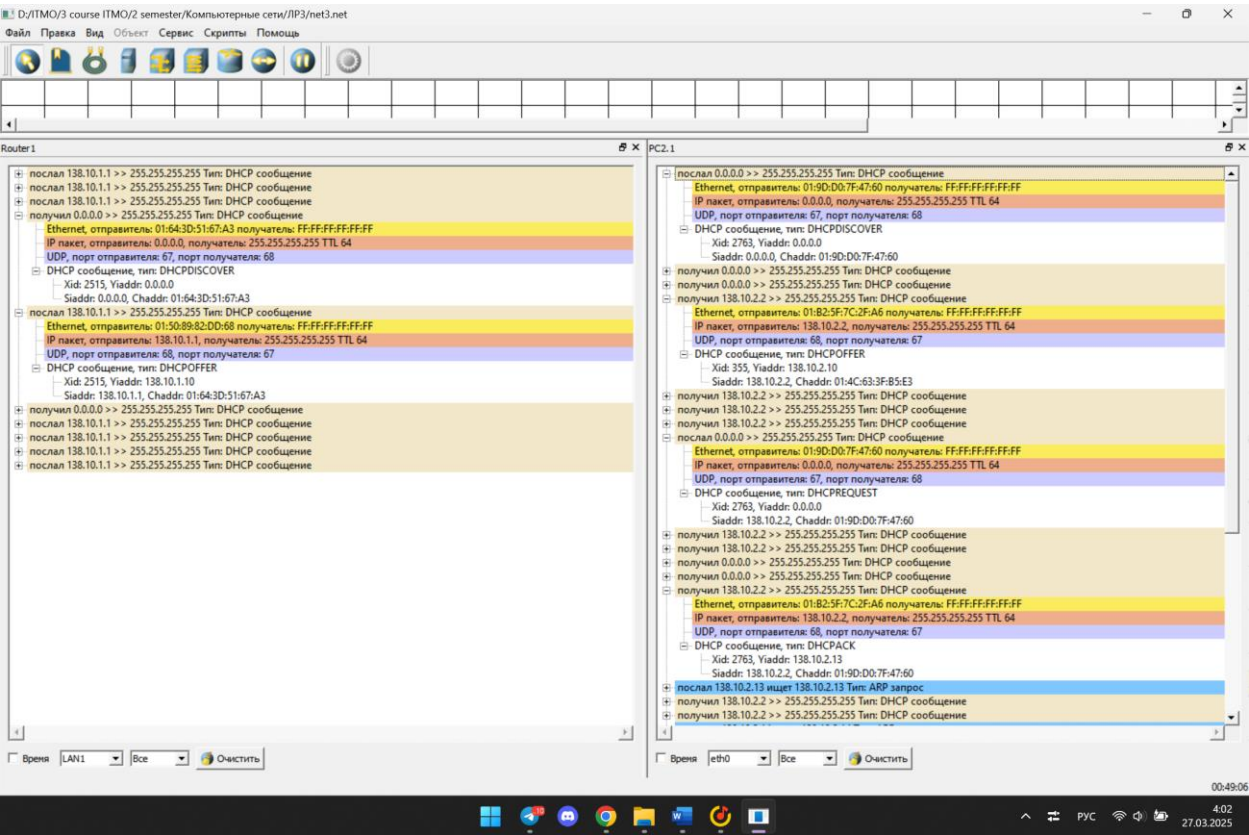 D:/ITMO/3 course ITMO/2 semester/Компьютерные сети/ЛР3/net3.net
Файл Правка Вид Объект Сервис Скрипты Помощь
Router1
послал 138.10.1.1 >> 255.255.255.255 Тип: DHCP сообщение
послал 138.10.1.1 >> 255.255.255.255 Тип: DHCP сообщение
послал 138.10.1.1 >> 255.255.255.255 Тип: DHCP сообщение
получил 0.0.0.0 >> 255.255.255.255 Тип: DHCP сообщение
Ethernet, отправитель: 01:64:3D:51:67:A3 получатель: FF:FF:FF:FF:FF:FF
IP пакет, отправитель: 0.0.0.0, получатель: 255.255.255.255 TTL 64
UDP, порт отправителя: 67, порт получателя: 68
DHCP сообщение, тип: DHCPDISCOVER
Xid: 2515, Yiaddr: 0.0.0.0
Siaddr: 0.0.0.0, Chaddr: 01:64:3D:51:67:A3
послал 138.10.1.1 >> 255.255.255.255 Тип: DHCP сообщение
Ethernet, отправитель: 01:50:89:82:DD:68 получатель: FF:FF:FF:FF:FF:FF
IP пакет, отправитель: 138.10.1.1, получатель: 255.255.255.255 TTL 64
UDP, порт отправителя: 68, порт получателя: 67
DHCP сообщение, тип: DHCPOFFER
Xid: 2515, Yiaddr: 138.10.1.10
Siaddr: 138.10.1.1, Chaddr: 01:64:3D:51:67:A3
получил 0.0.0.0 >> 255.255.255.255 Тип: DHCP сообщение
послал 138.10.1.1 >> 255.255.255.255 Тип: DHCP сообщение
послал 138.10.1.1 >> 255.255.255.255 Тип: DHCP сообщение
послал 138.10.1.1 >> 255.255.255.255 Тип: DHCP сообщение
послал 138.10.1.1 >> 255.255.255.255 Тип: DHCP сообщение
Время LAN1 Все Очистить
PC2.1
послал 0.0.0.0 >> 255.255.255.255 Тип: DHCP сообщение
Ethernet, отправитель: 01:9D:D0:7F:47:60 получатель: FF:FF:FF:FF:FF:FF
IP пакет, отправитель: 0.0.0.0, получатель: 255.255.255.255 TTL 64
UDP, порт отправителя: 67, порт получателя: 68
DHCP сообщение, тип: DHCPDISCOVER
Xid: 2763, Yiaddr: 0.0.0.0
Siaddr: 0.0.0.0, Chaddr: 01:9D:D0:7F:47:60
получил 0.0.0.0 >> 255.255.255.255 Тип: DHCP сообщение
получил 0.0.0.0 >> 255.255.255.255 Тип: DHCP сообщение
получил 138.10.2.2 >> 255.255.255.255 Тип: DHCP сообщение
Ethernet, отправитель: 01:B2:5F:7C:2F:A6 получатель: FF:FF:FF:FF:FF:FF
IP пакет, отправитель: 138.10.2.2, получатель: 255.255.255.255 TTL 64
UDP, порт отправителя: 68, порт получателя: 67
DHCP сообщение, тип: DHCPOFFER
Xid: 355, Yiaddr: 138.10.2.10
Siaddr: 138.10.2.2, Chaddr: 01:4C:63:3F:B5:E3
получил 138.10.2.2 >> 255.255.255.255 Тип: DHCP сообщение
получил 138.10.2.2 >> 255.255.255.255 Тип: DHCP сообщение
получил 138.10.2.2 >> 255.255.255.255 Тип: DHCP сообщение
послал 0.0.0.0 >> 255.255.255.255 Тип: DHCP сообщение
Ethernet, отправитель: 01:9D:D0:7F:47:60 получатель: FF:FF:FF:FF:FF:FF
IP пакет, отправитель: 0.0.0.0, получатель: 255.255.255.255 TTL 64
UDP, порт отправителя: 67, порт получателя: 68
DHCP сообщение, тип: DHCPREQUEST
Xid: 2763, Yiaddr: 0.0.0.0
Siaddr: 138.10.2.2, Chaddr: 01:9D:D0:7F:47:60
получил 138.10.2.2 >> 255.255.255.255 Тип: DHCP сообщение
получил 138.10.2.2 >> 255.255.255.255 Тип: DHCP сообщение
получил 0.0.0.0 >> 255.255.255.255 Тип: DHCP сообщение
получил 0.0.0.0 >> 255.255.255.255 Тип: DHCP сообщение
получил 138.10.2.2 >> 255.255.255.255 Тип: DHCP сообщение
Ethernet, отправитель: 01:B2:5F:7C:2F:A6 получатель: FF:FF:FF:FF:FF:FF
IP пакет, отправитель: 138.10.2.2, получатель: 255.255.255.255 TTL 64
UDP, порт отправителя: 68, порт получателя: 67
DHCP сообщение, тип: DHCPACK
Xid: 2763, Yiaddr: 138.10.2.13
Siaddr: 138.10.2.2, Chaddr: 01:9D:D0:7F:47:60
послал 138.10.2.13 ищет 138.10.2.13 Тип: ARP запрос
получил 138.10.2.2 >> 255.255.255.255 Тип: DHCP сообщение
получил 138.10.2.2 >> 255.255.255.255 Тип: DHCP сообщение
Время eth0 Все Очистить
00:49:06
10
РУС
4:02
27.03.2025